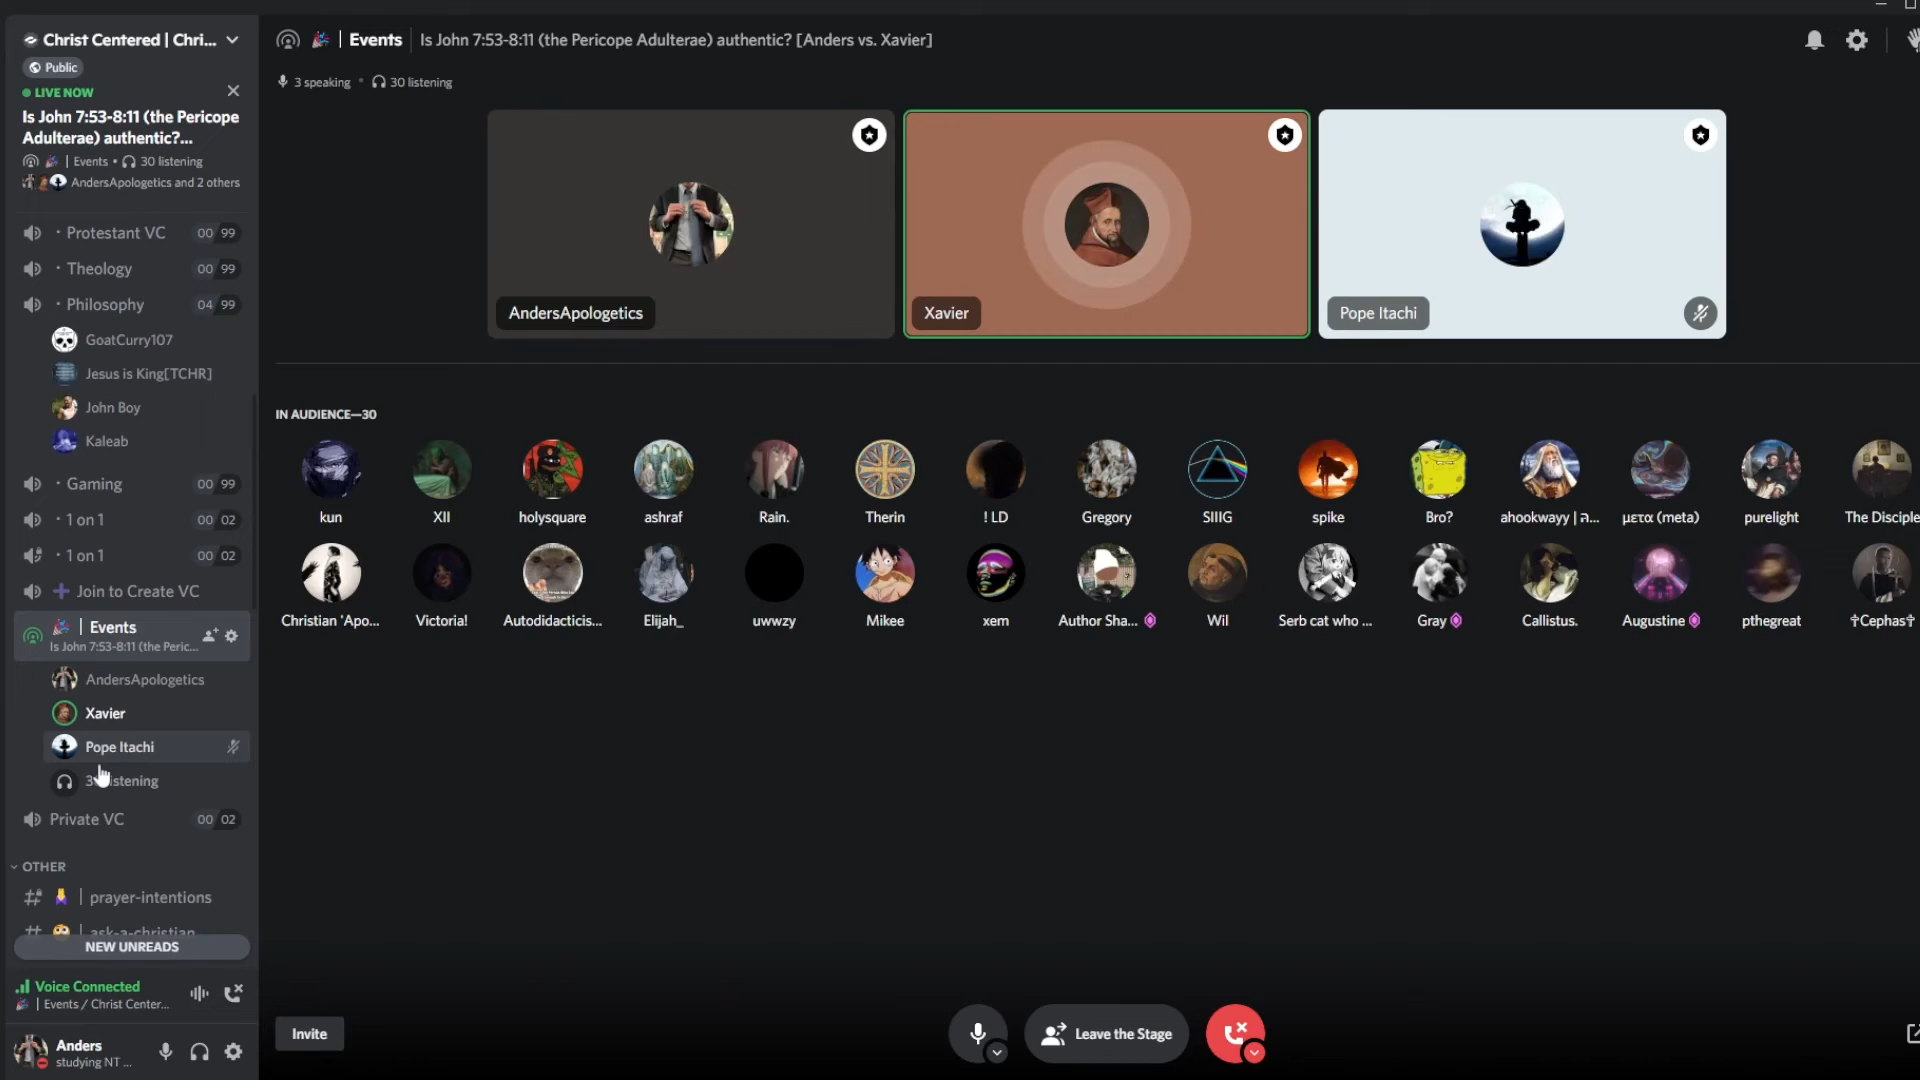 Christ Centered | Chri...
Public
LIVE NOW
Is John 7:53-8:11 (the Pericope
Adulterae) authentic?...
| Events • 30 listening
AndersApologetics and 2 others
Protestant VC 00 99
Theology 00 99
Philosophy 04 99
GoatCurry107
Jesus is King[TCHR]
John Boy
Kaleab
Gaming 00 99
1 on 1 00 02
1 on 1 00 02
Join to Create VC
| Events
Is John 7:53-8:11 (the Peric...
AndersApologetics
Xavier
Pope Itachi
listening
Private VC 00 02
OTHER
| prayer-intentions
| ask-a-christian
NEW UNREADS
Voice Connected
| Events / Christ Center...
Anders
studying NT ...
| Events | Is John 7:53-8:11 (the Pericope Adulterae) authentic? [Anders vs. Xavier]
3 speaking • 30 listening
AndersApologetics
Xavier
Pope Itachi
IN AUDIENCE—30
kun XII holysquare ashraf Rain. Therin ! LD Gregory SIIIG spike Bro? ahookwayy | ה... μετα (meta) purelight The Disciple
Christian 'Apo... Victoria! Autodidacticis... Elijah_ uwwzy Mikee xem Author Sha... Wil Serb cat who ... Gray Callistus. Augustine pthegreat ✝Cephas✝
Invite
Leave the Stage